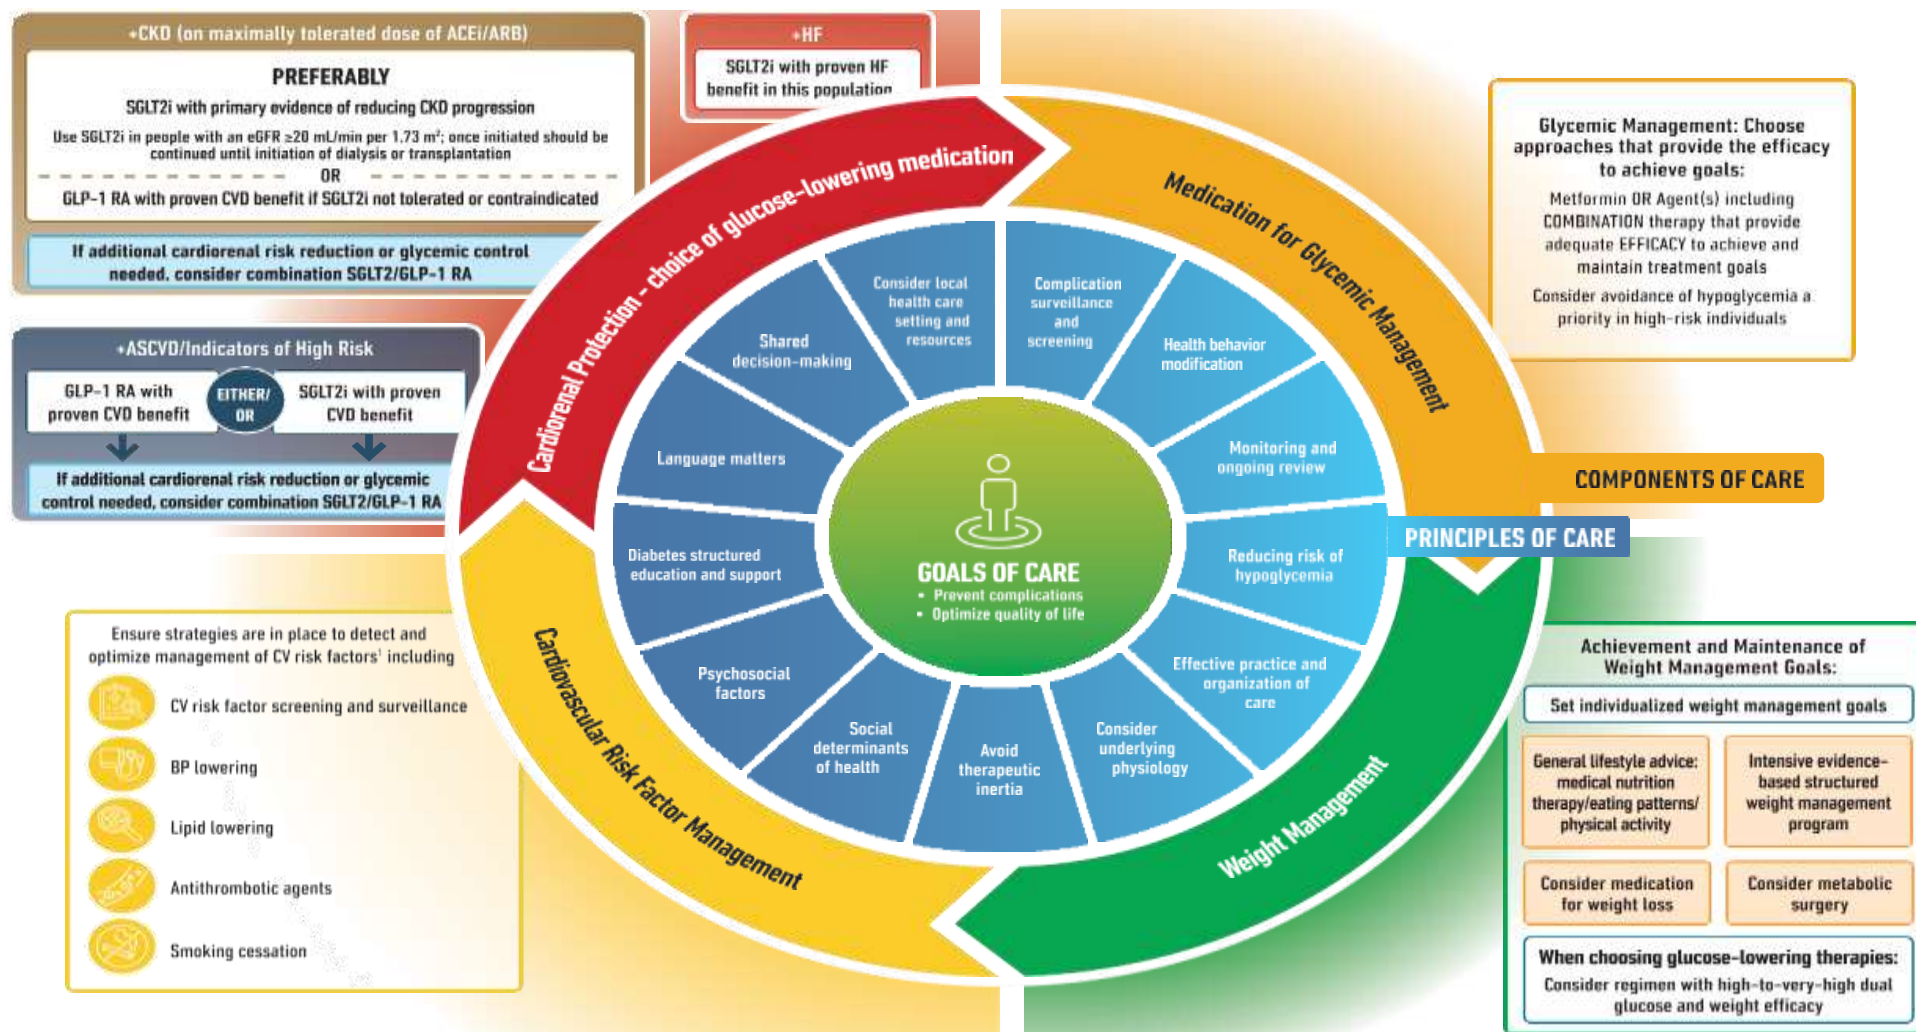 +CKD (on maximally tolerated dose of ACEi/ARB)
PREFERABLY
SGLT2i with primary evidence of reducing CKD progression
Use SGLT2i in people with an eGFR ≥20 mL/min per 1.73 m²; once initiated should be
continued until initiation of dialysis or transplantation
OR
GLP-1 RA with proven CVD benefit if SGLT2i not tolerated or contraindicated
If additional cardiorenal risk reduction or glycemic control
needed, consider combination SGLT2/GLP-1 RA
+HF
SGLT2i with proven HF
benefit in this population
+ASCVD/Indicators of High Risk
GLP-1 RA with
proven CVD benefit
EITHER/
OR
SGLT2i with proven
CVD benefit
If additional cardiorenal risk reduction or glycemic
control needed, consider combination SGLT2/GLP-1 RA
Ensure strategies are in place to detect and
optimize management of CV risk factors¹ including
CV risk factor screening and surveillance
BP lowering
Lipid lowering
Antithrombotic agents
Smoking cessation
Cardiorenal Protection - choice of glucose-lowering medication
Medication for Glycemic Management
Weight Management
Cardiovascular Risk Factor Management
Consider local
health care
setting and
resources
Complication
surveillance
and
screening
Health behavior
modification
Monitoring and
ongoing review
Reducing risk of
hypoglycemia
Effective practice and
organization of
care
Consider
underlying
physiology
Avoid
therapeutic
inertia
Social
determinants
of health
Psychosocial
factors
Diabetes structured
education and support
Language matters
Shared
decision-making
GOALS OF CARE
• Prevent complications
• Optimize quality of life
Glycemic Management: Choose
approaches that provide the efficacy
to achieve goals:
Metformin OR Agent(s) including
COMBINATION therapy that provide
adequate EFFICACY to achieve and
maintain treatment goals
Consider avoidance of hypoglycemia a
priority in high-risk individuals
COMPONENTS OF CARE
PRINCIPLES OF CARE
Achievement and Maintenance of
Weight Management Goals:
Set individualized weight management goals
General lifestyle advice:
medical nutrition
therapy/eating patterns/
physical activity
Intensive evidence-
based structured
weight management
program
Consider medication
for weight loss
Consider metabolic
surgery
When choosing glucose-lowering therapies:
Consider regimen with high-to-very-high dual
glucose and weight efficacy